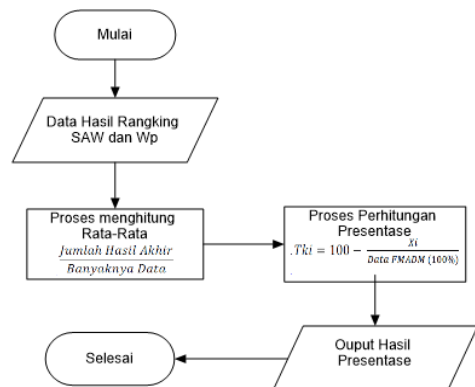 Mulai
Data Hasil Rangking
SAW dan Wp
Proses menghitung
Rata-Rata
Jumlah Hasil Akhir
Banyaknya Data
Proses Perhitungan
Presentase
.Tki = 100 − Xi
Data FMADM (100%)
.
Ouput Hasil
Presentase
Selesai